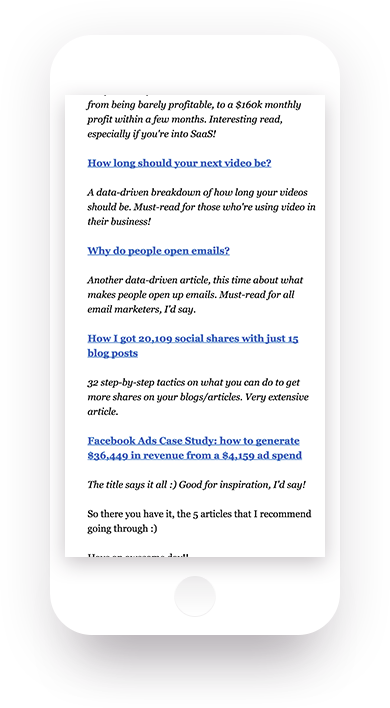 from being barely profitable, to a $160k monthly
profit within a few months. Interesting read,
especially if you're into SaaS!
How long should your next video be?
A data-driven breakdown of how long your videos
should be. Must-read for those who're using video in
their business!
Why do people open emails?
Another data-driven article, this time about what
makes people open up emails. Must-read for all
email marketers, I'd say.
How I got 20,109 social shares with just 15
blog posts
32 step-by-step tactics on what you can do to get
more shares on your blogs/articles. Very extensive
article.
Facebook Ads Case Study: how to generate
$36,449 in revenue from a $4,159 ad spend
The title says it all :) Good for inspiration, I'd say!
So there you have it, the 5 articles that I recommend
going through :)
Have an awesome day!!